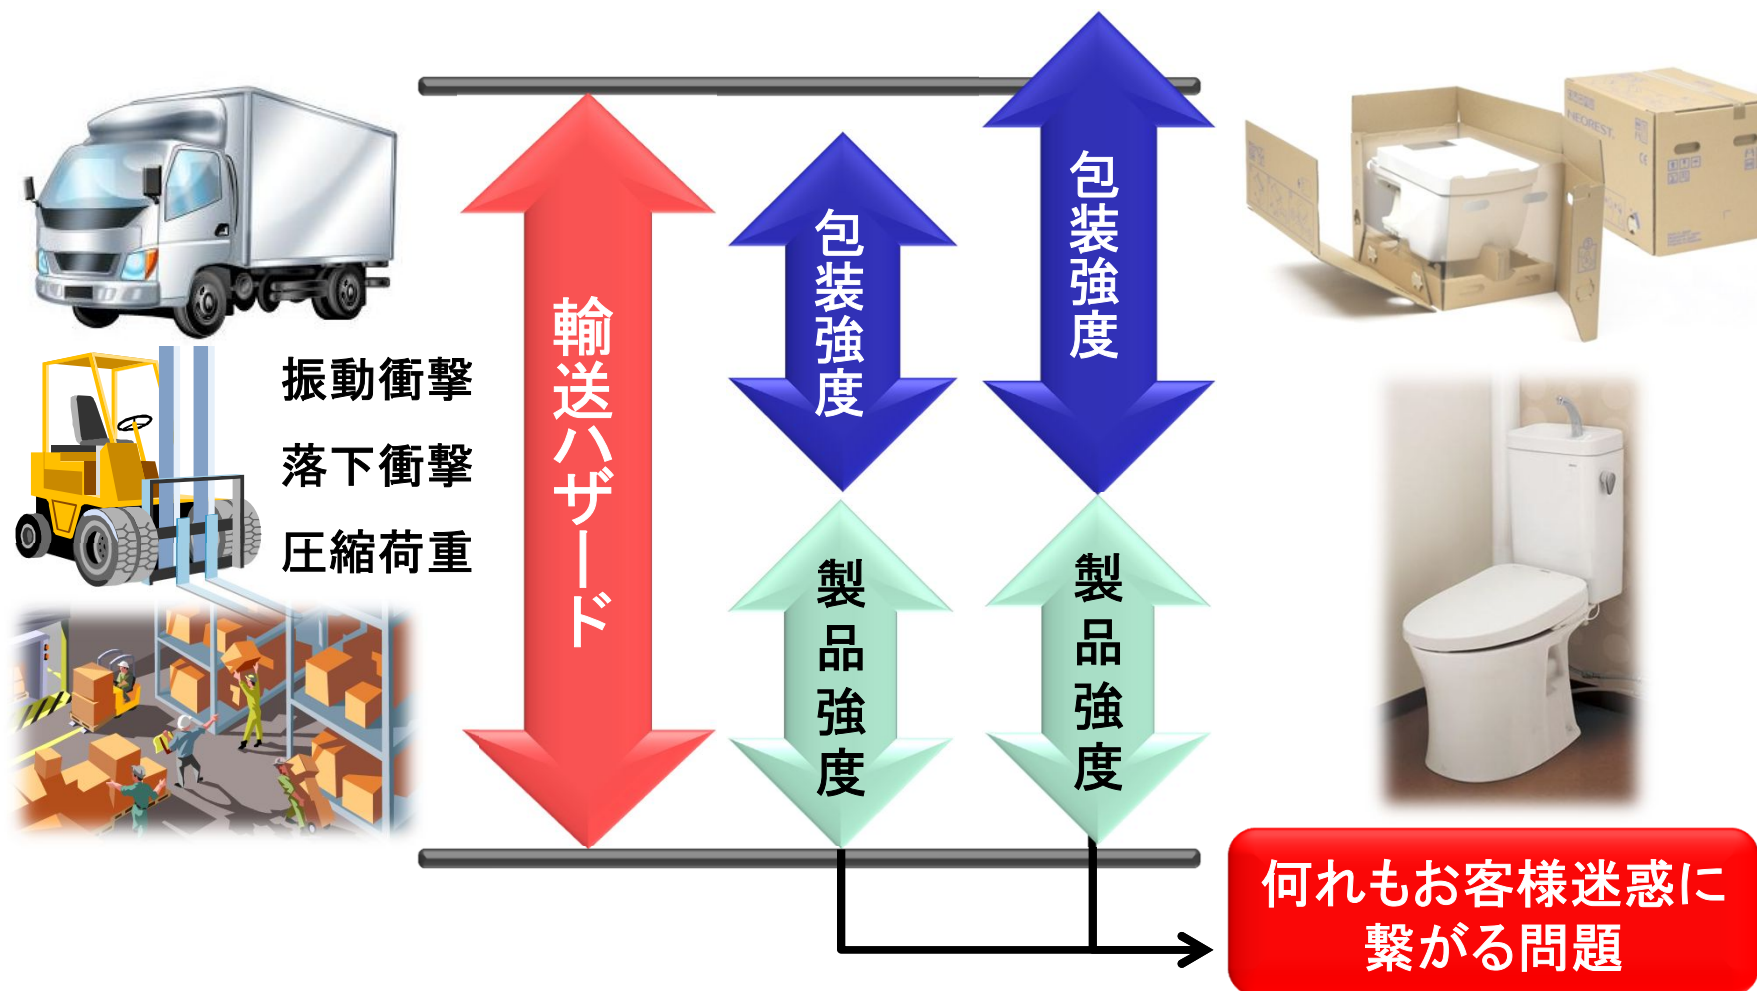 振動衝撃
落下衝撃
圧縮荷重
輸送ハザード
包装強度
製品強度
包装強度
製品強度
NEOREST.
何れもお客様迷惑に
繋がる問題